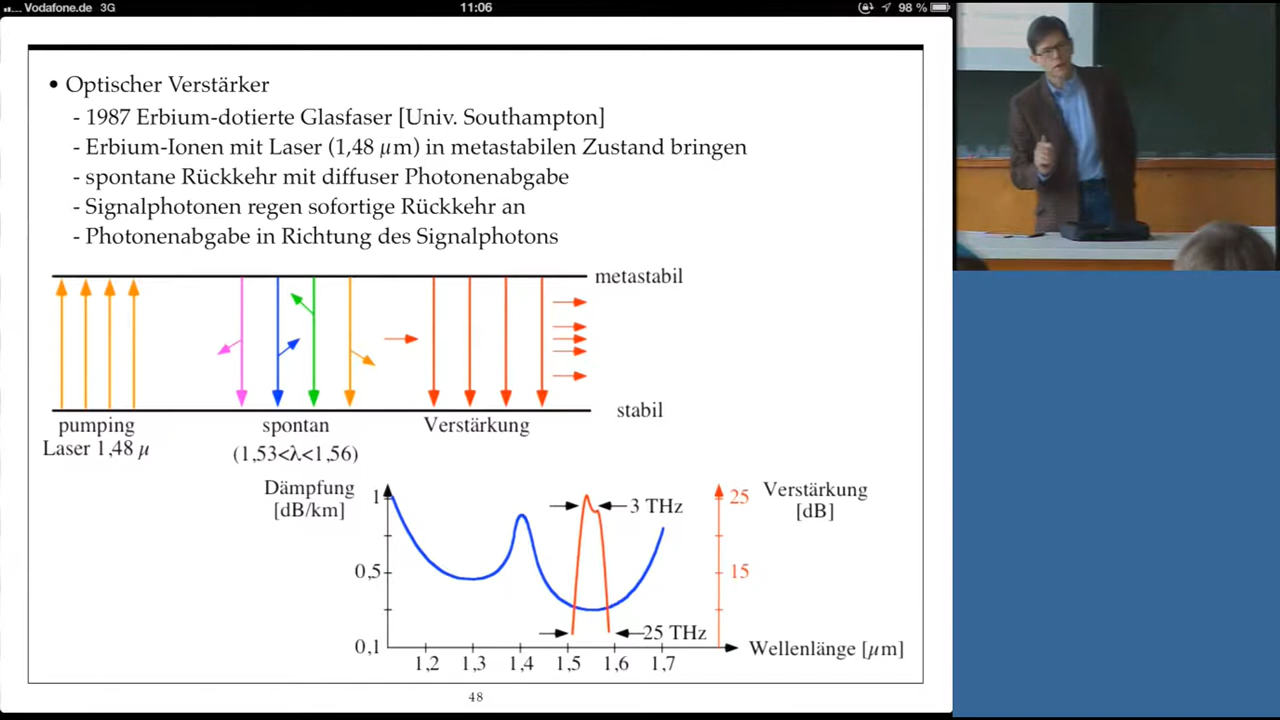 Vodafone.de 3G
11:06
98 %
• Optischer Verstärker
- 1987 Erbium-dotierte Glasfaser [Univ. Southampton]
- Erbium-Ionen mit Laser (1,48 μm) in metastabilen Zustand bringen
- spontane Rückkehr mit diffuser Photonenabgabe
- Signalphotonen regen sofortige Rückkehr an
- Photonenabgabe in Richtung des Signalphotons
metastabil
stabil
pumping
Laser 1,48 μ
spontan
(1,53<λ<1,56)
Verstärkung
Dämpfung
[dB/km]
1
0,5
0,1
3 THz
25 THz
25
15
Verstärkung
[dB]
1,2 1,3 1,4 1,5 1,6 1,7
Wellenlänge [μm]
48